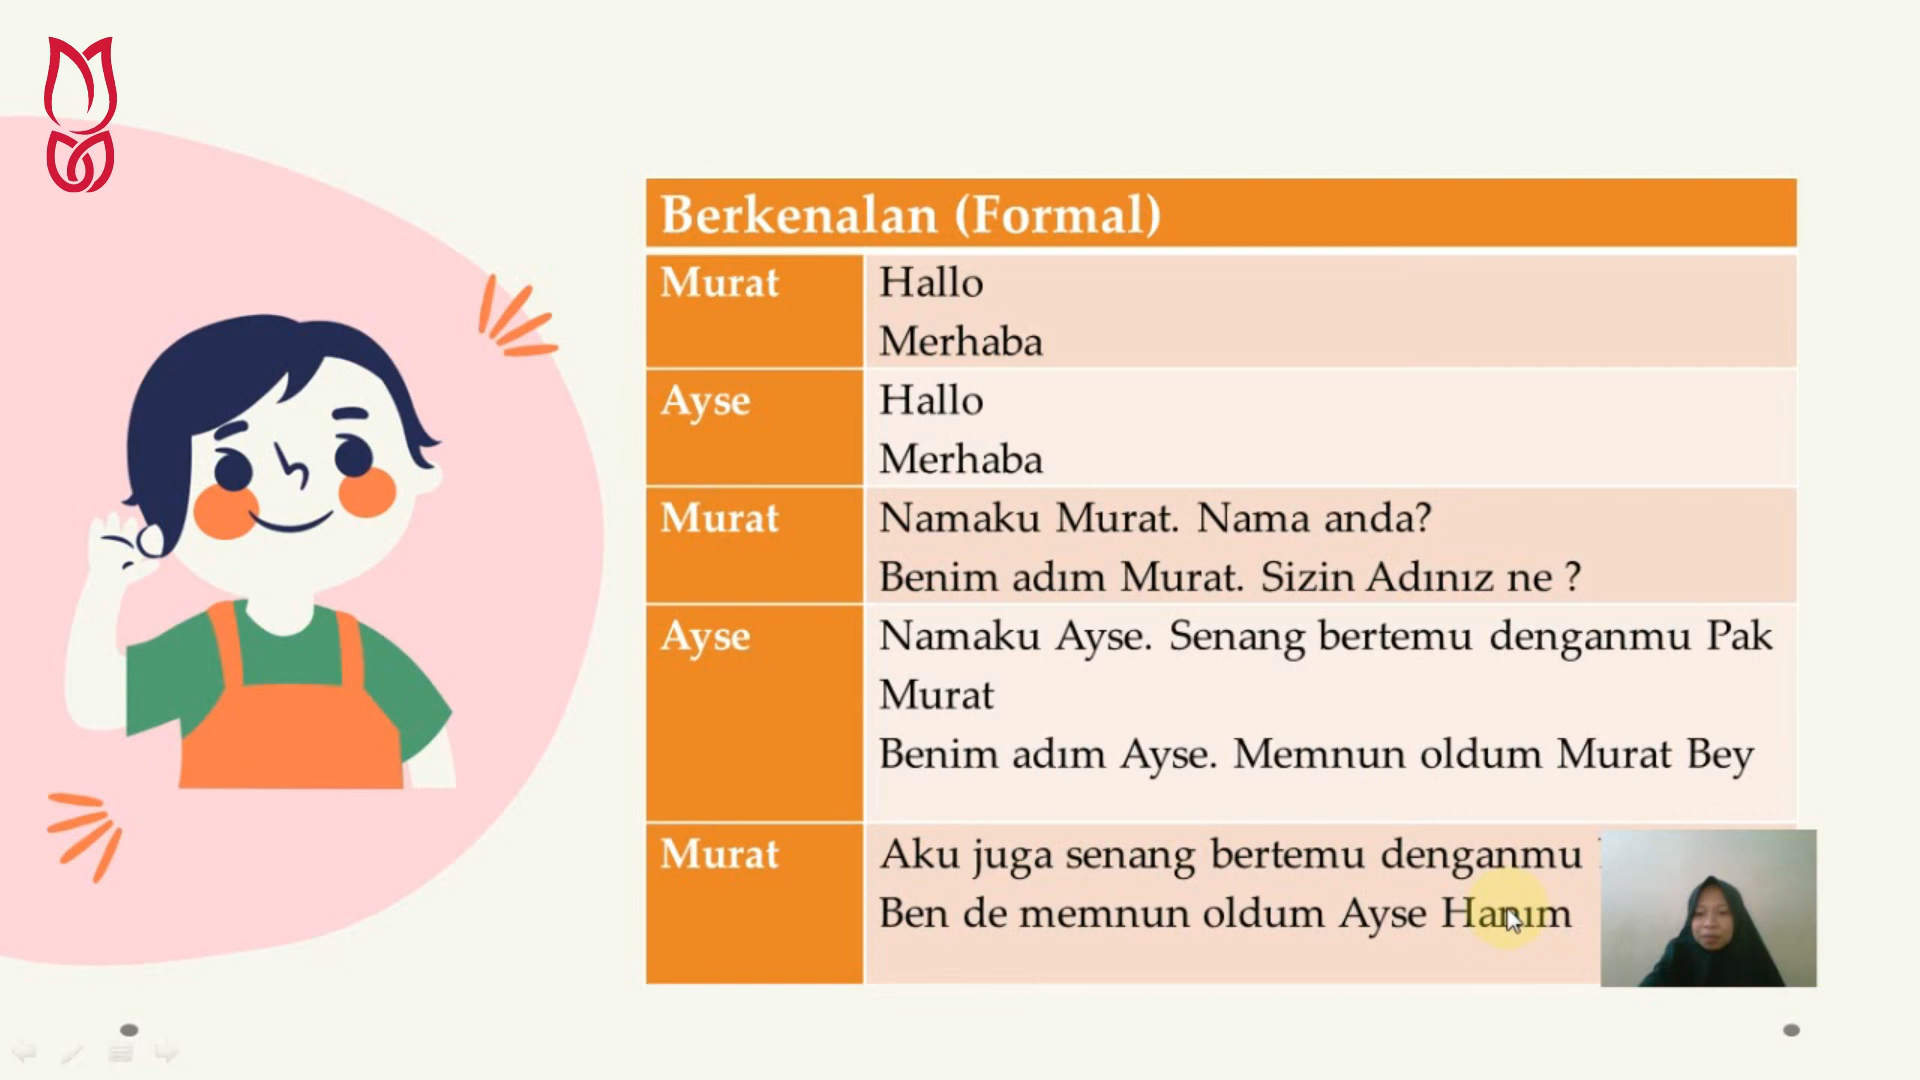 Berkenalan (Formal)
Murat
Hallo
Merhaba
Ayse
Hallo
Merhaba
Murat
Namaku Murat. Nama anda?
Benim adım Murat. Sizin Adınız ne ?
Ayse
Namaku Ayse. Senang bertemu denganmu Pak
Murat
Benim adım Ayse. Memnun oldum Murat Bey
Murat
Aku juga senang bertemu denganmu
Ben de memnun oldum Ayse Hanım